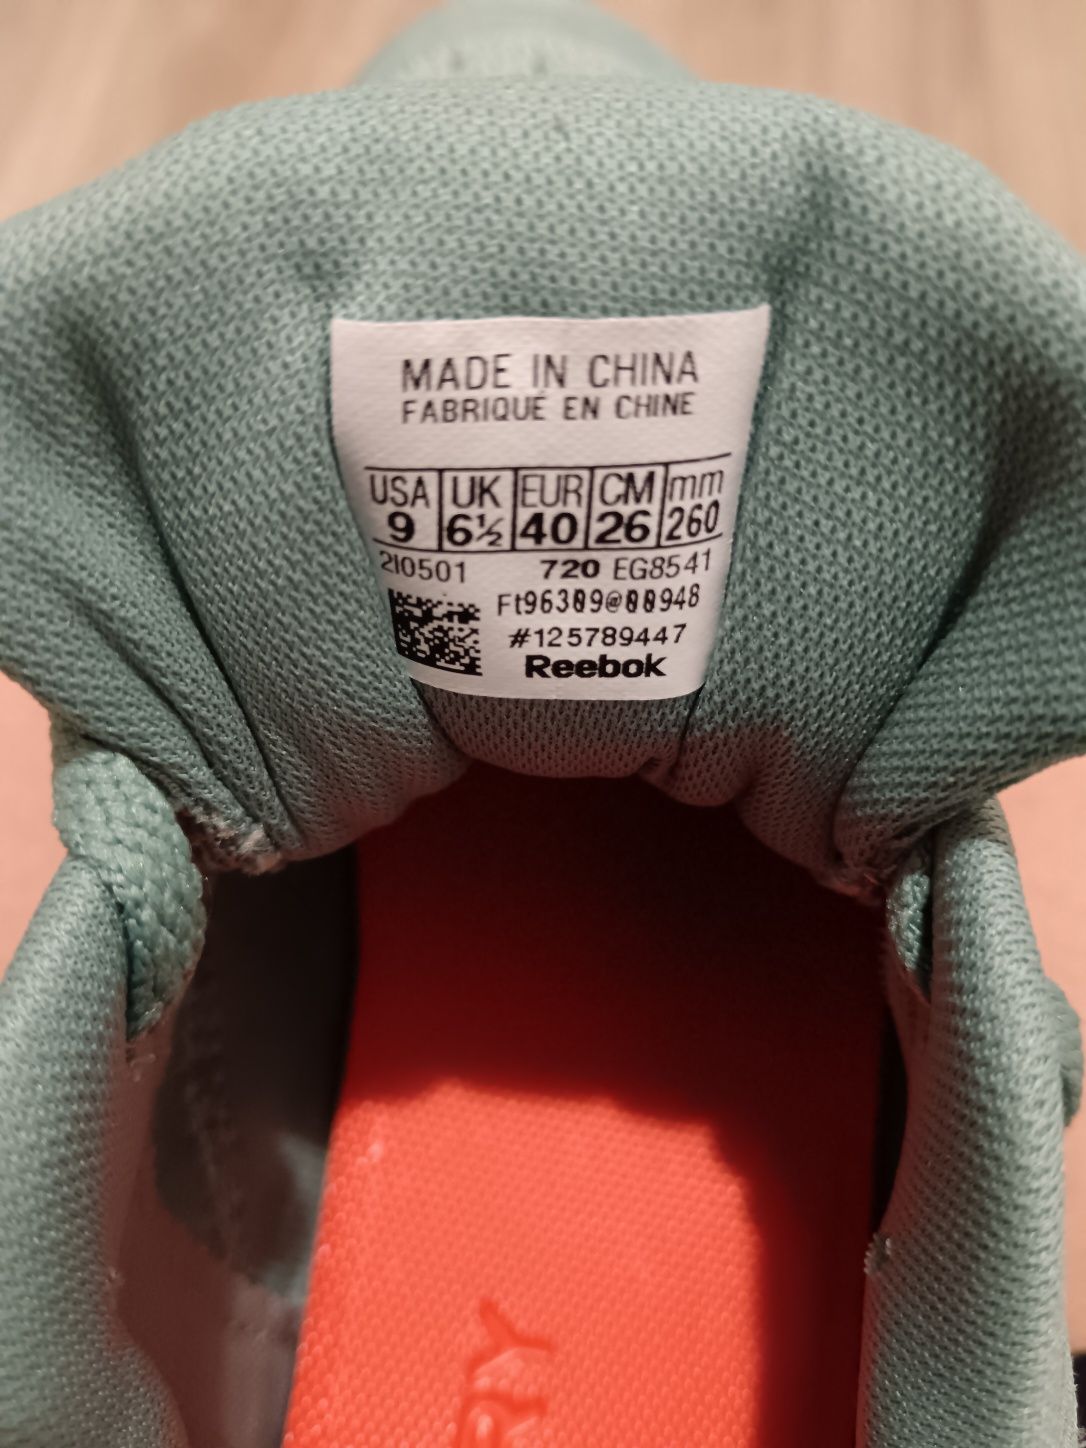 MADE IN CHINA
FABRIQUÉ EN CHINE
USA UK EUR CM mm
9 6½ 40 26 260
210501 720 EG8541
Ft96309@00948
#125789447
Reebok